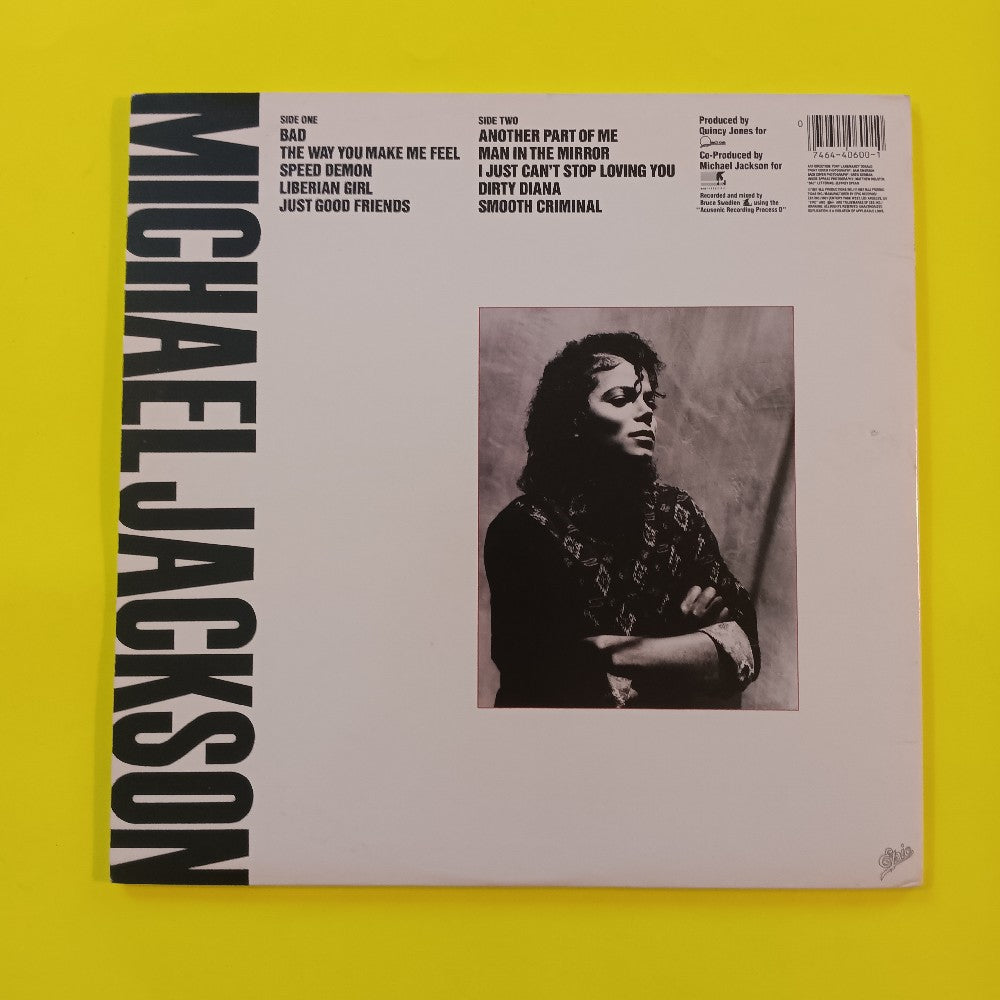 MICHAEL JACKSON
SIDE ONE
BAD
THE WAY YOU MAKE ME FEEL
SPEED DEMON
LIBERIAN GIRL
JUST GOOD FRIENDS
SIDE TWO
ANOTHER PART OF ME
MAN IN THE MIRROR
I JUST CAN'T STOP LOVING YOU
DIRTY DIANA
SMOOTH CRIMINAL
Produced by
Quincy Jones for
Co-Produced by
Michael Jackson for
Recorded and mixed by
Bruce Swedien using the
"Acusonic Recording Process®"
0
7464-40600-1
Epic